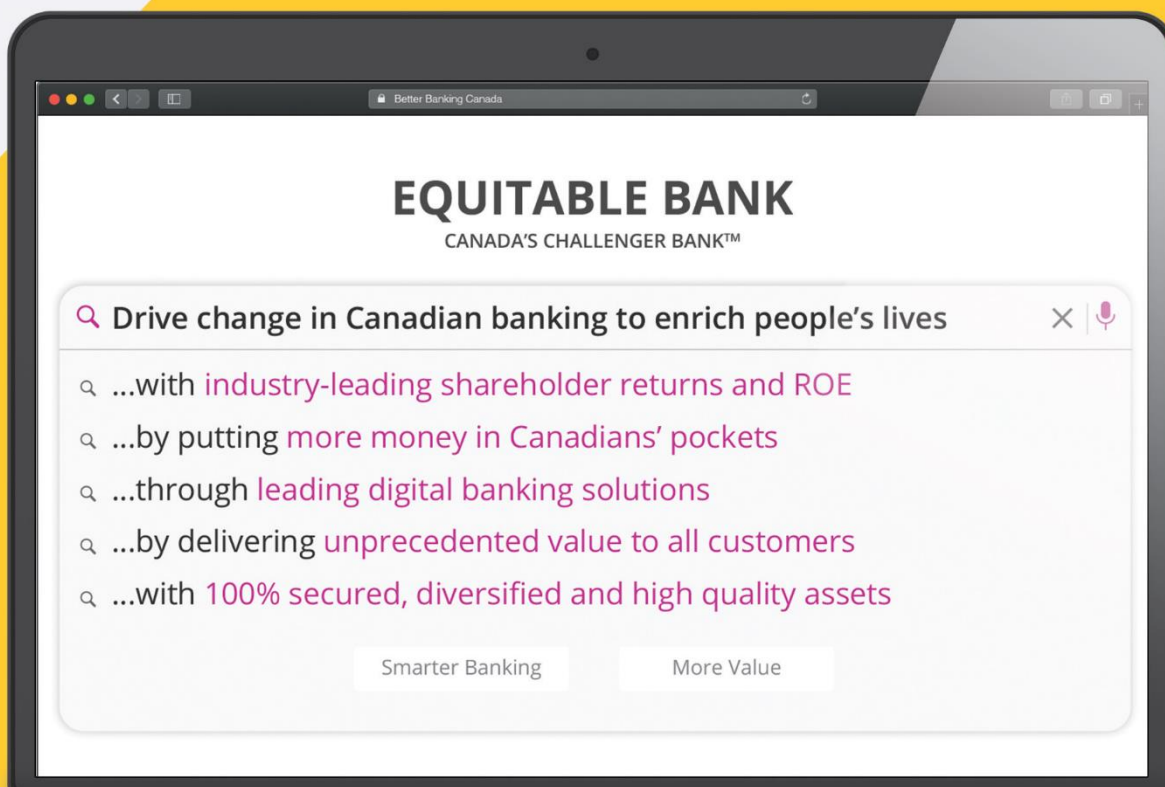 Better Banking Canada
EQUITABLE BANK
CANADA'S CHALLENGER BANK™
Drive change in Canadian banking to enrich people's lives
...with industry-leading shareholder returns and ROE
...by putting more money in Canadians' pockets
...through leading digital banking solutions
...by delivering unprecedented value to all customers
...with 100% secured, diversified and high quality assets
Smarter Banking More Value